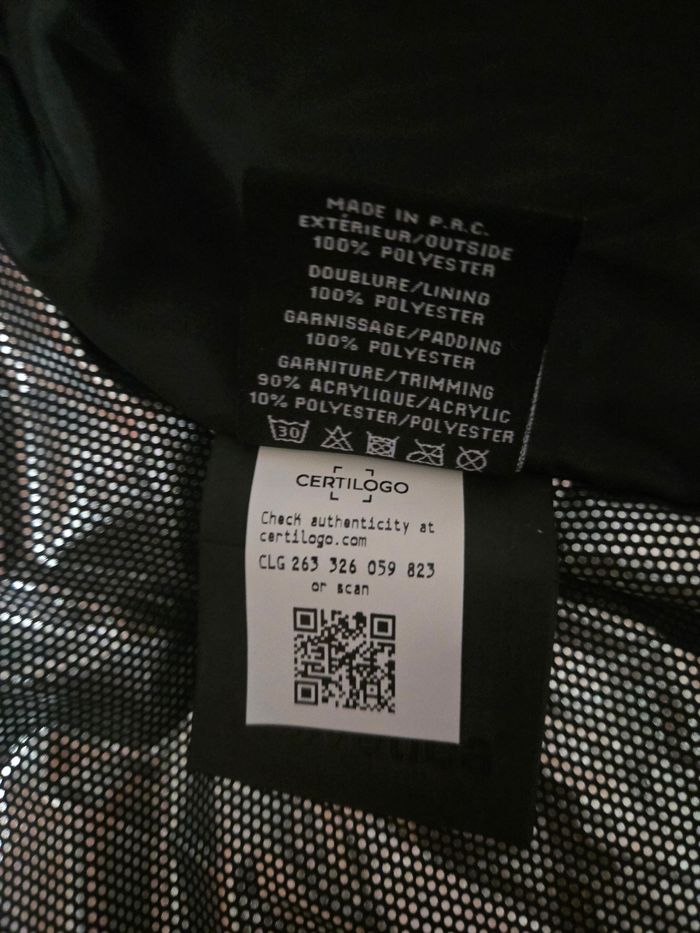 MADE IN P.R.C.
EXTÉRIEUR/OUTSIDE
100% POLYESTER
DOUBLURE/LINING
100% POLYESTER
GARNISSAGE/PADDING
100% POLYESTER
GARNITURE/TRIMMING
90% ACRYLIQUE/ACRYLIC
10% POLYESTER/POLYESTER
30
CERTILOGO
Check authenticity at
certilogo.com
CLG 263 326 059 823
or scan